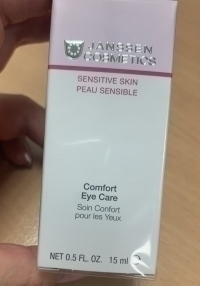 JANSSEN
COSMETICS
SENSITIVE SKIN
PEAU SENSIBLE
Comfort
Eye Care
Soin Confort
pour les Yeux
NET 0.5 FL. OZ. 15 ml